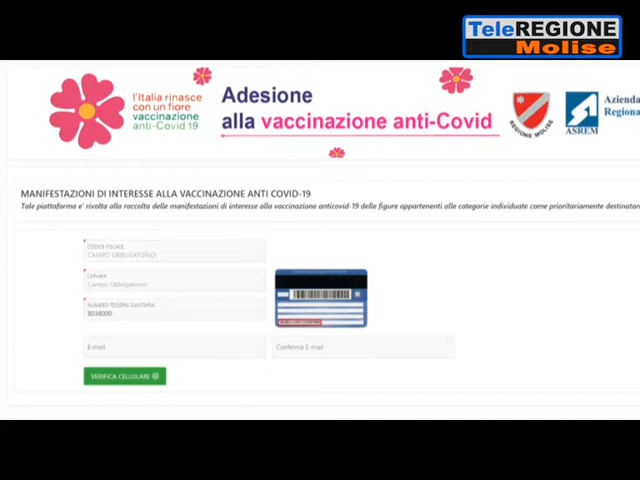 TeleREGIONE
Molise
l'Italia rinasce
con un fiore
vaccinazione
anti-Covid 19
Adesione
alla vaccinazione anti-Covid
REGIONE MOLISE
ASREM
Azienda
Regiona
MANIFESTAZIONI DI INTERESSE ALLA VACCINAZIONE ANTI COVID-19
Tale piattaforma e' rivolta alla raccolta delle manifestazioni di interesse alla vaccinazione anticovid-19 delle figure appartenenti alle categorie individuate come prioritariamente destinatar
CODICE FISCALE
CAMPO OBBLIGATORIO!
Cellulare
Campo Obbligatorio
NUMERO TESSERA SANITARIA
8038000
E-mail
Conferma E-mail
VERIFICA CELLULARE